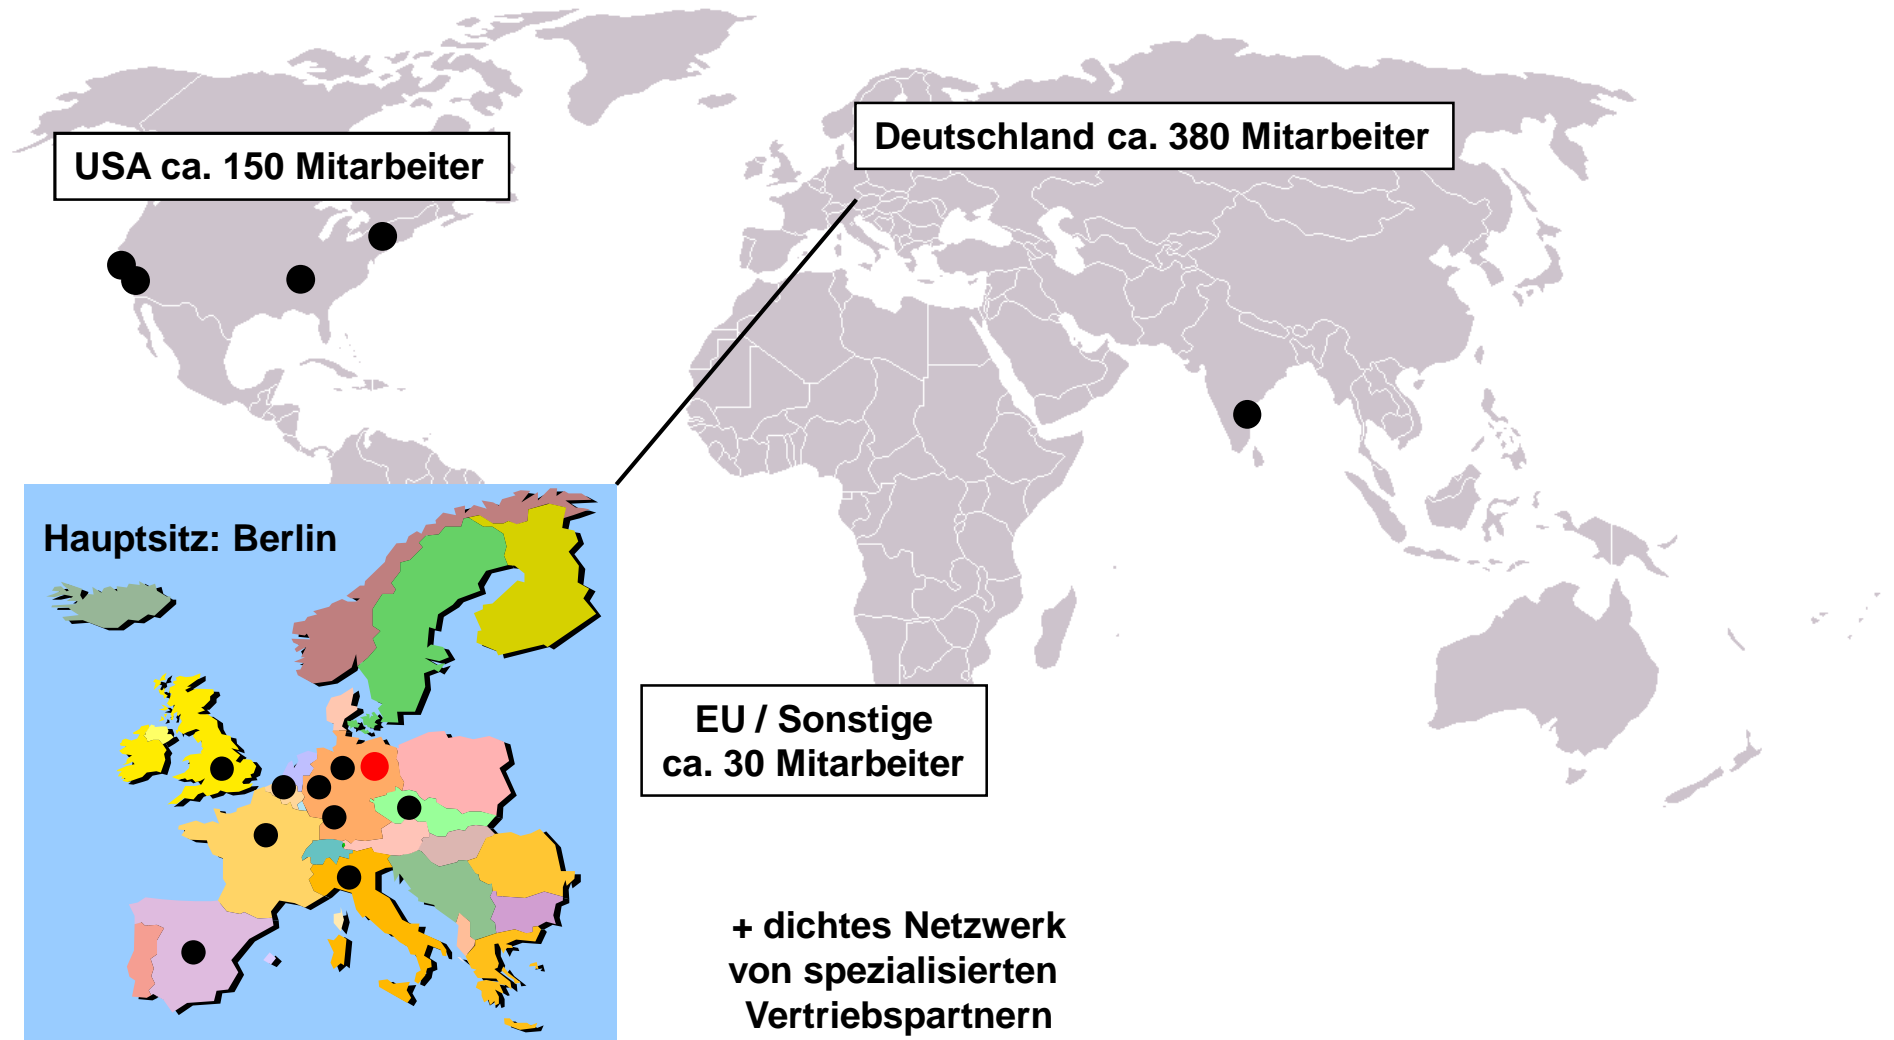 USA ca. 150 Mitarbeiter
Deutschland ca. 380 Mitarbeiter
Hauptsitz: Berlin
EU / Sonstige
ca. 30 Mitarbeiter
+ dichtes Netzwerk
von spezialisierten
Vertriebspartnern